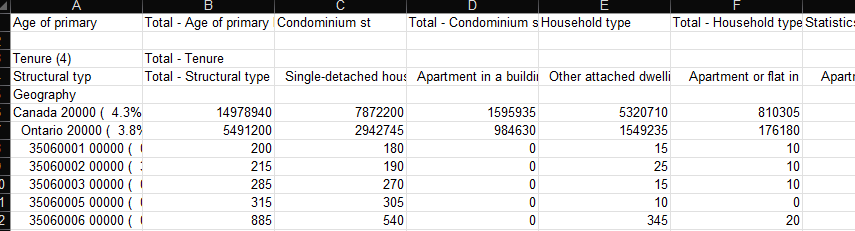 A B C D E F
Age of primary Total - Age of primary Condominium st Total - Condominium s Household type Total - Household type Statistic
Tenure (4) Total - Tenure
Structural typ Total - Structural type Single-detached hous Apartment in a buildin Other attached dwelli Apartment or flat in Apartm
Geography
Canada 20000 ( 4.3% 14978940 7872200 1595935 5320710 810305
Ontario 20000 ( 3.8% 5491200 2942745 984630 1549235 176180
35060001 00000 ( 200 180 0 15 10
35060002 00000 ( 215 190 0 25 10
35060003 00000 ( 285 270 0 15 10
35060005 00000 ( 315 305 0 10 0
35060006 00000 ( 885 540 0 345 20